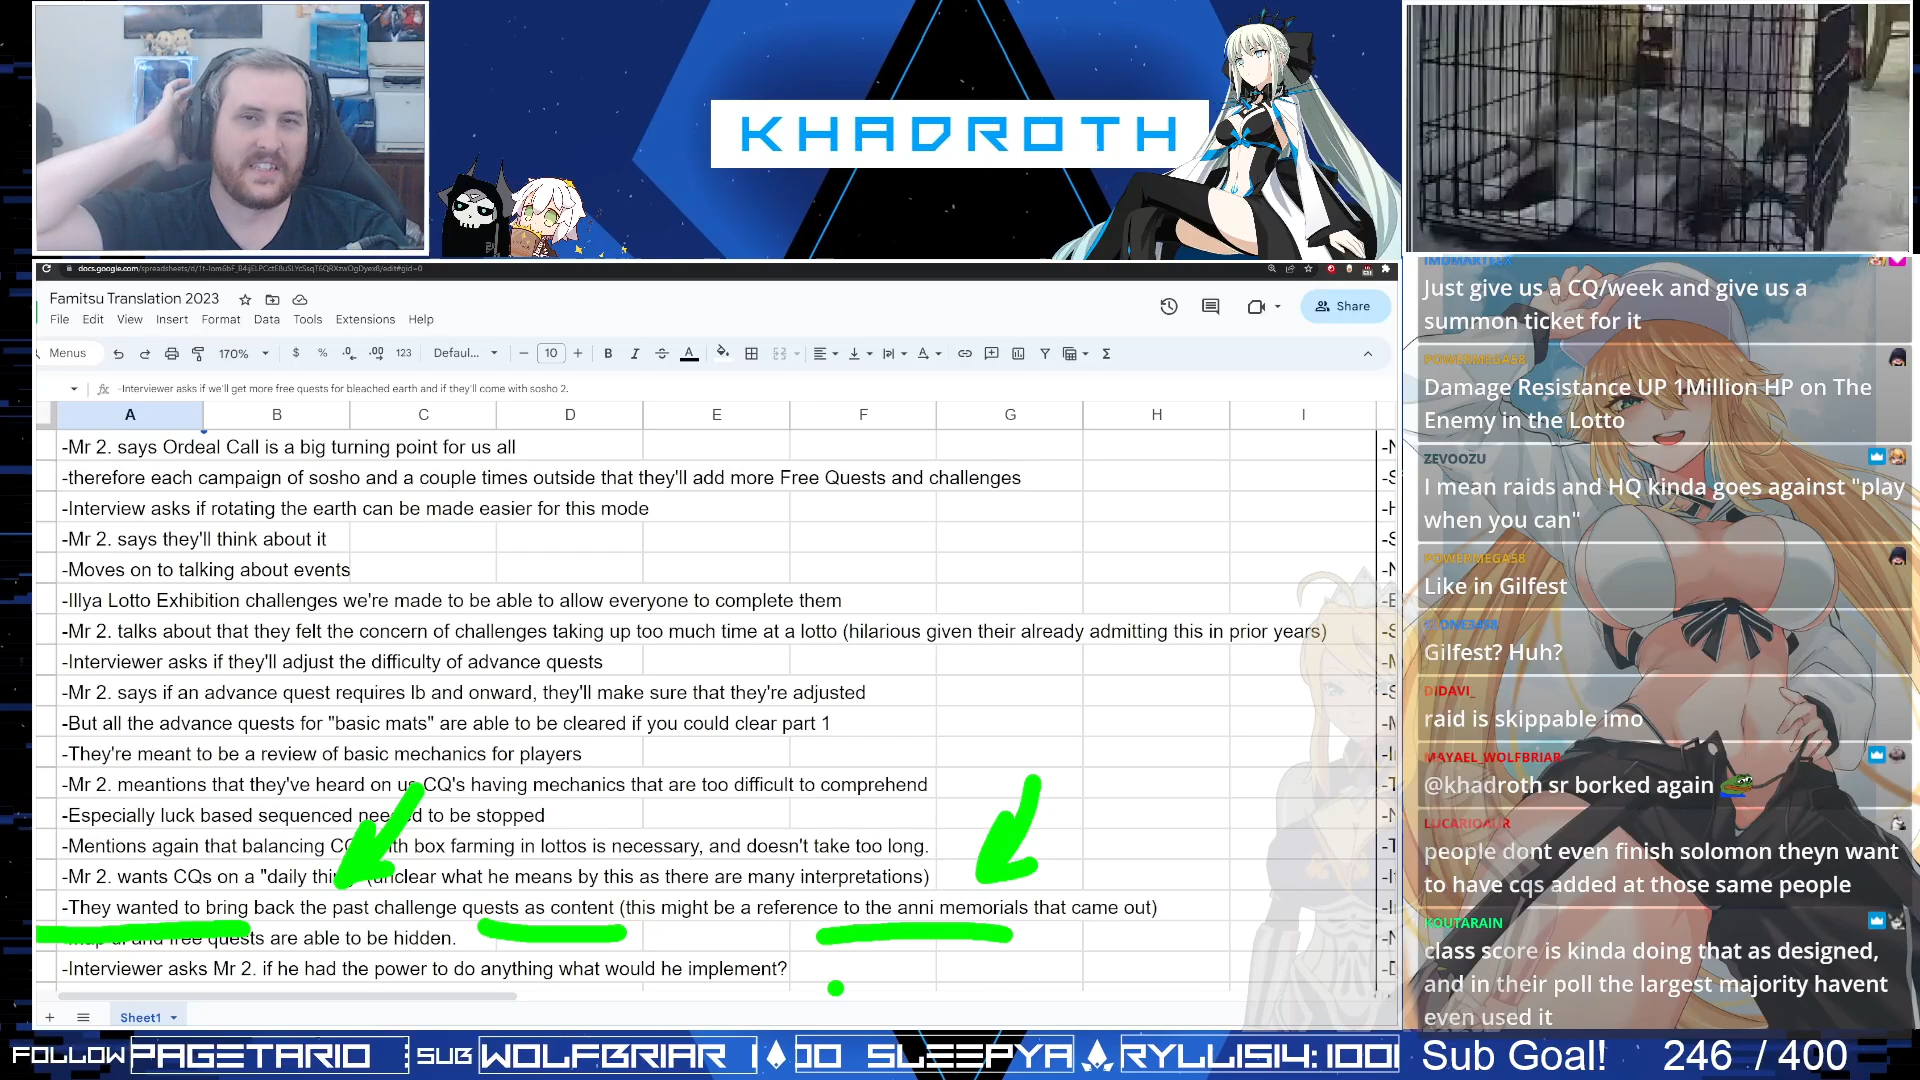 KHADROTH
docs.google.com/spreadsheets/d/
Famitsu Translation 2023
File Edit View Insert Format Data Tools Extensions Help
Share
Menus 170% $ % .0 .00 123 Defaul... 10 B I A
fx -Interviewer asks if we'll get more free quests for bleached earth and if they'll come with sosho 2.
A B C D E F G H I
-Mr 2. says Ordeal Call is a big turning point for us all
-therefore each campaign of sosho and a couple times outside that they'll add more Free Quests and challenges
-Interview asks if rotating the earth can be made easier for this mode
-Mr 2. says they'll think about it
-Moves on to talking about events
-Illya Lotto Exhibition challenges we're made to be able to allow everyone to complete them
-Mr 2. talks about that they felt the concern of challenges taking up too much time at a lotto (hilarious given their already admitting this in prior years)
-Interviewer asks if they'll adjust the difficulty of advance quests
-Mr 2. says if an advance quest requires lb and onward, they'll make sure that they're adjusted
-But all the advance quests for "basic mats" are able to be cleared if you could clear part 1
-They're meant to be a review of basic mechanics for players
-Mr 2. meantions that they've heard on us CQ's having mechanics that are too difficult to comprehend
-Especially luck based sequenced need to be stopped
-Mentions again that balancing CQ with box farming in lottos is necessary, and doesn't take too long.
-Mr 2. wants CQs on a "daily thing" (unclear what he means by this as there are many interpretations)
-They wanted to bring back the past challenge quests as content (this might be a reference to the anni memorials that came out)
-Map ui and free quests are able to be hidden.
-Interviewer asks Mr 2. if he had the power to do anything what would he implement?
Sheet1
IMDMARTEEX
Just give us a CQ/week and give us a
summon ticket for it
POWERMEGA58
Damage Resistance UP 1Million HP on The
Enemy in the Lotto
ZEVOOZU
I mean raids and HQ kinda goes against "play
when you can"
POWERMEGA58
Like in Gilfest
Gilfest? Huh?
DIDAVI_
raid is skippable imo
MAYAEL_WOLFBRIAR
@khadroth sr borked again
LUCARIOAUR
people dont even finish solomon theyn want
to have cqs added at those same people
KOUTARAIN
class score is kinda doing that as designed,
and in their poll the largest majority havent
even used it
FOLLOW PAGETARIO SUB WOLFBRIAR 00 SLEEPYA RYLLIS14: 100 Sub Goal! 246 / 400